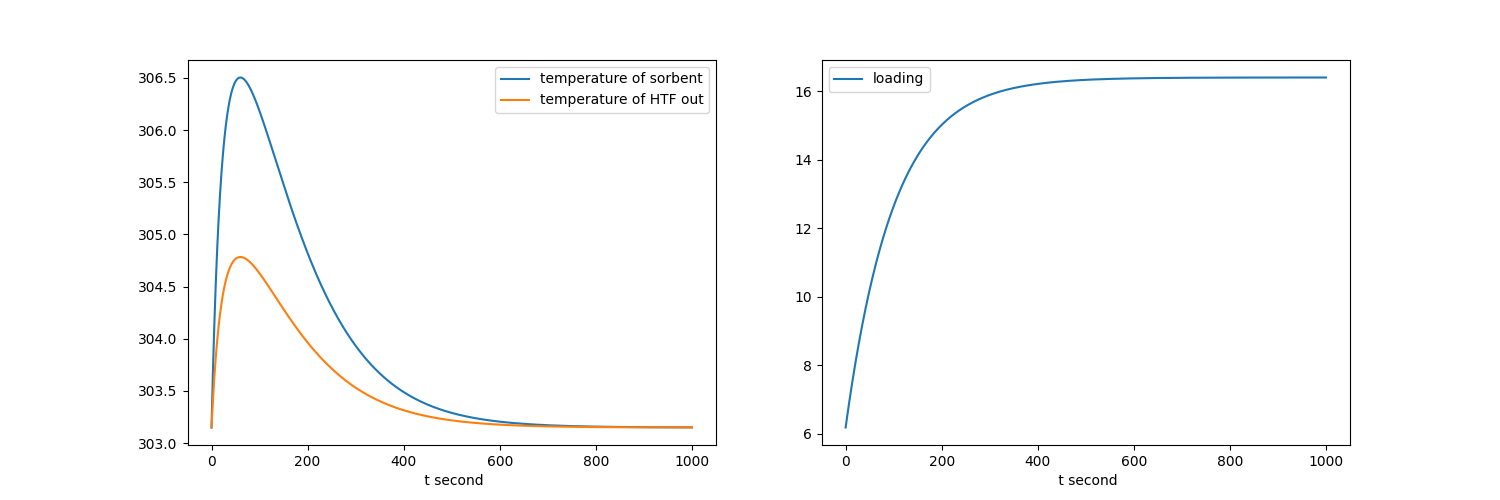 306.5
306.0
305.5
305.0
304.5
304.0
303.5
303.0
0 200 400 600 800 1000
t second
temperature of sorbent
temperature of HTF out
16
14
12
10
8
6
0 200 400 600 800 1000
t second
loading